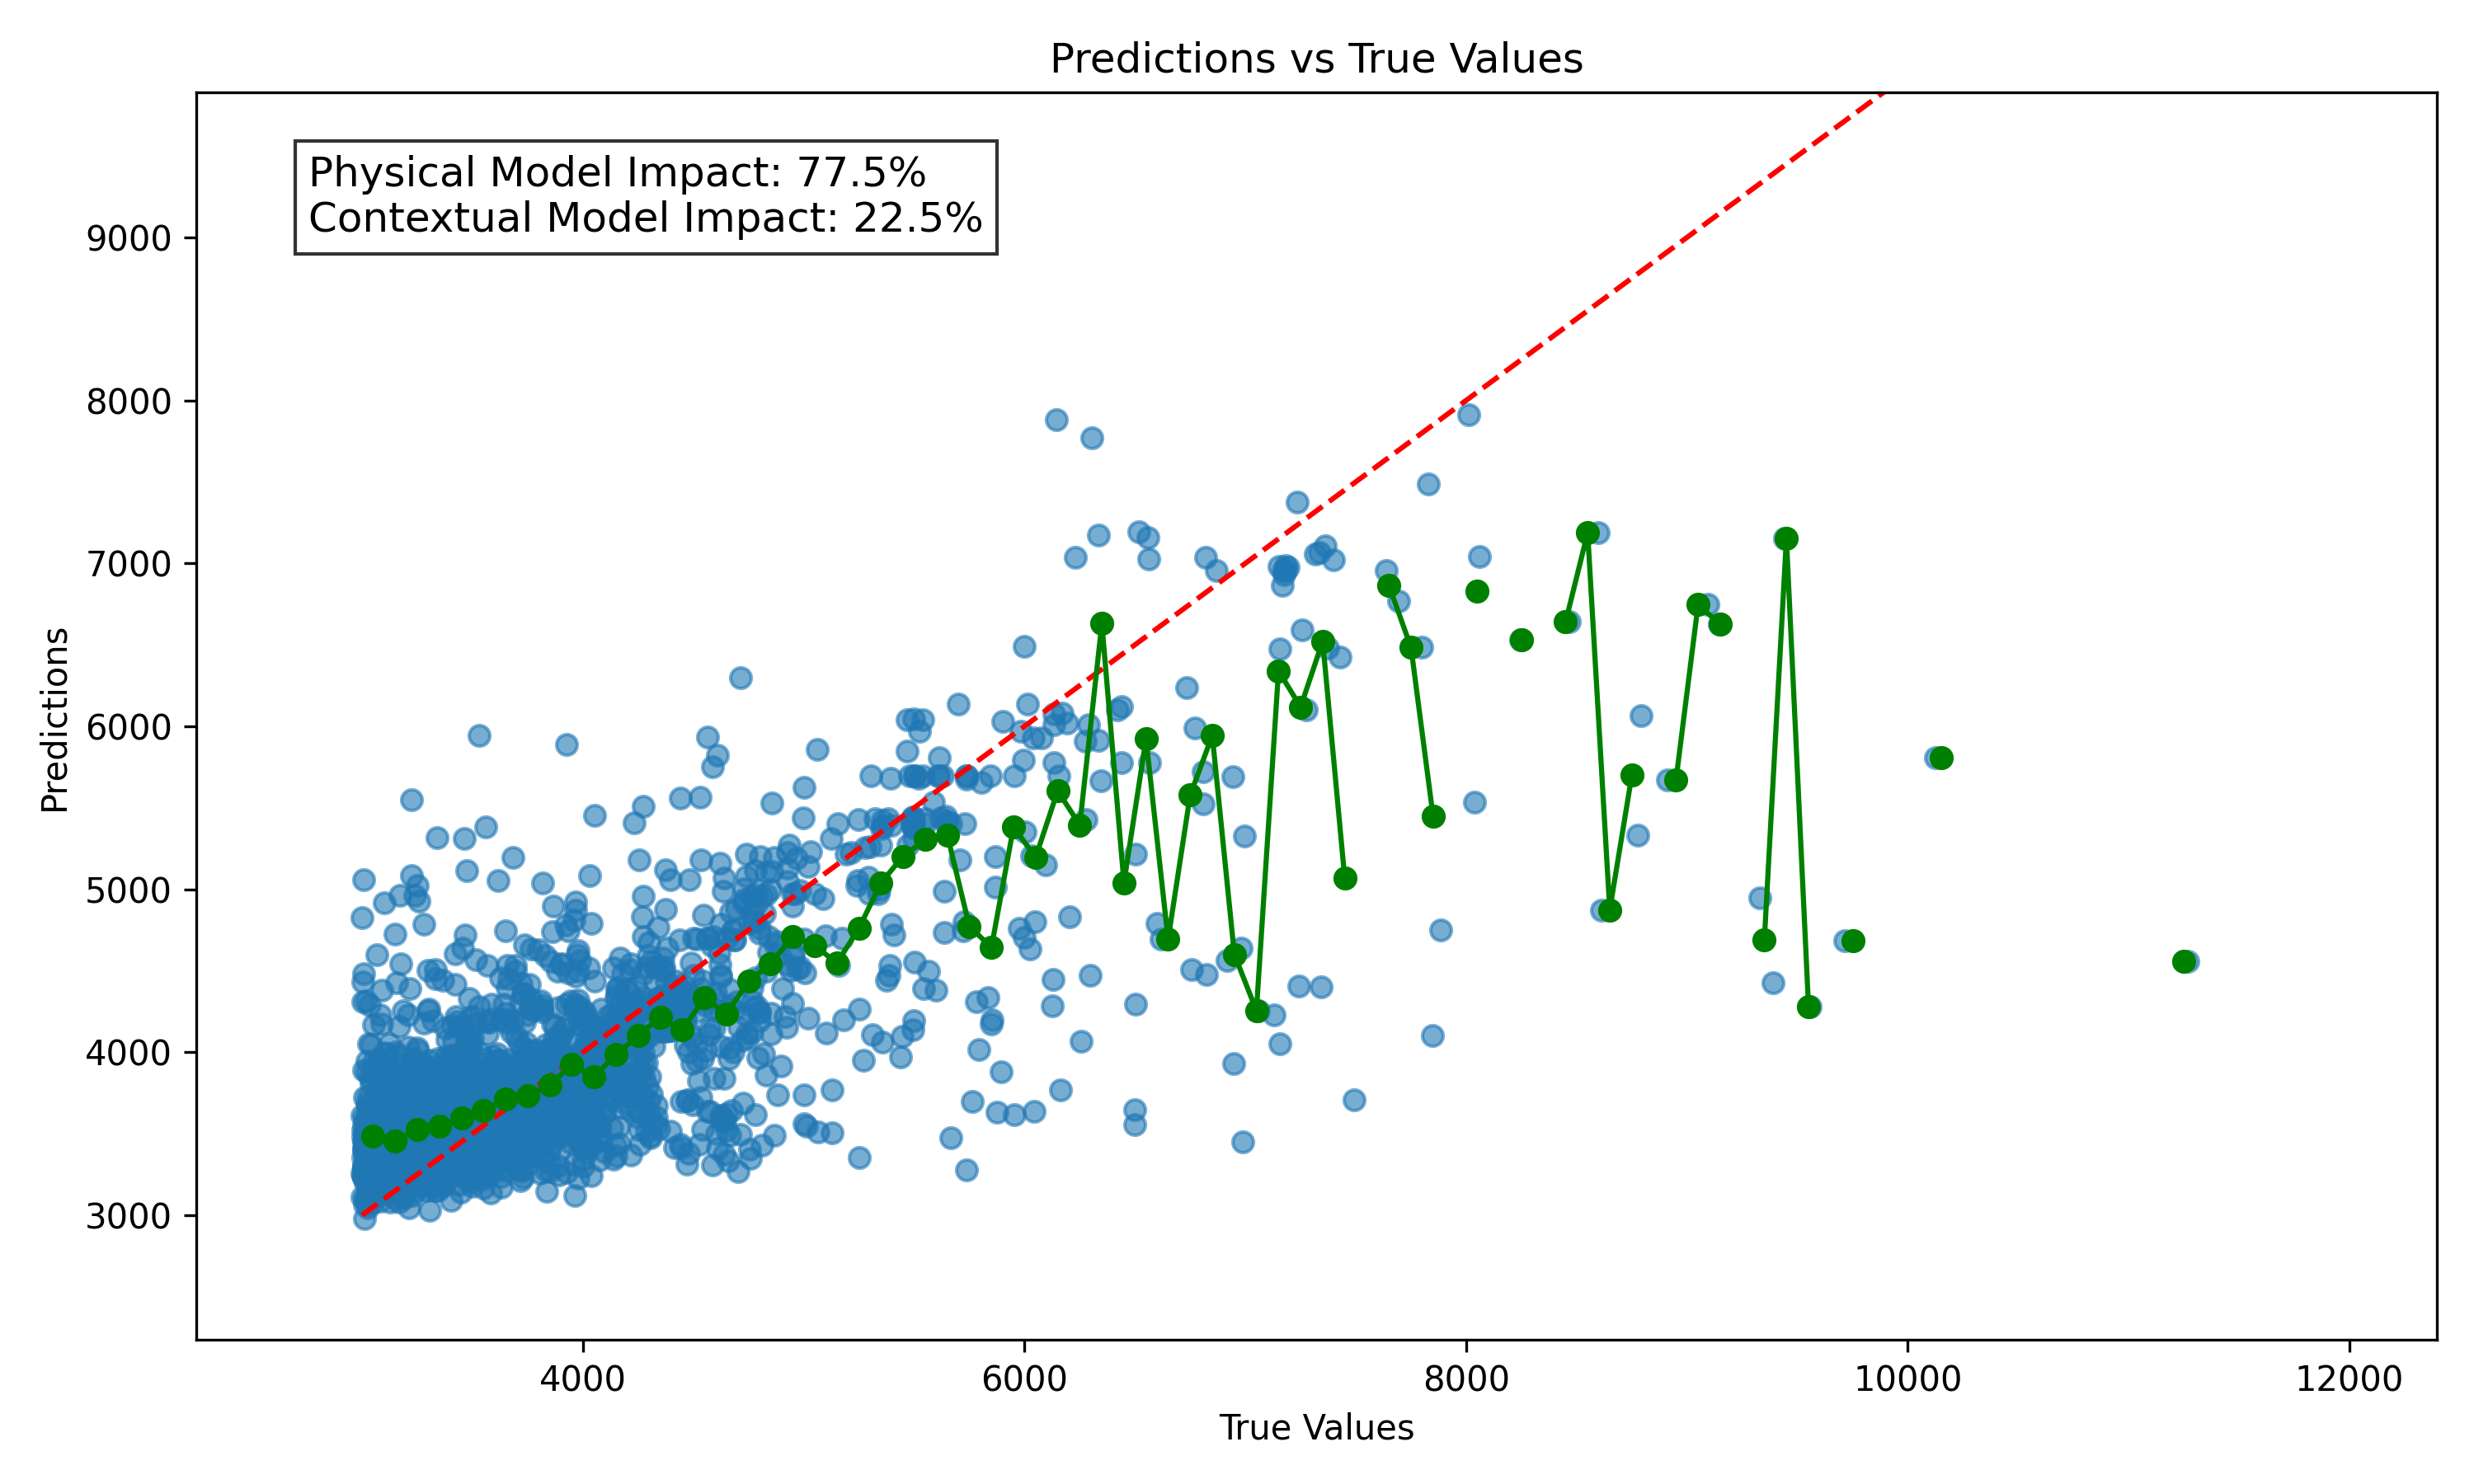 Predictions vs True Values
Physical Model Impact: 77.5%
Contextual Model Impact: 22.5%
9000
8000
7000
6000
5000
4000
3000
Predictions
4000
6000
8000
10000
12000
True Values